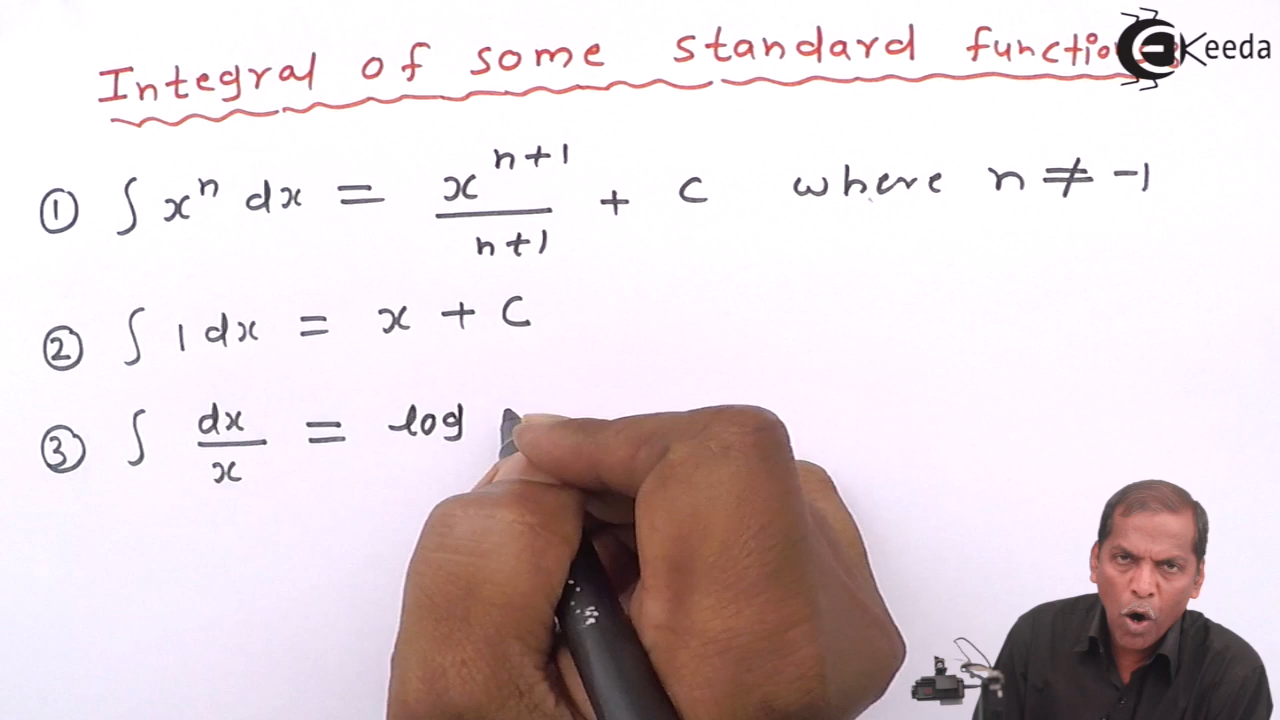 Integral of some standard functio
Keeda
① ∫ xⁿ dx = xⁿ⁺¹/n+1 + C where n ≠ -1
② ∫ 1 dx = x + C
③ ∫ dx/x = log